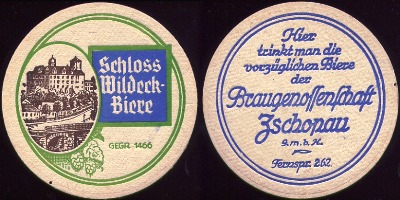 Schloss
Wildeck-
Biere
GEGR. 1466
Hier
trinkt man die
vorzüglichen Biere
der
Braugenossenschaft
Zschopau
G.m.b.H.
Fernspr. 262